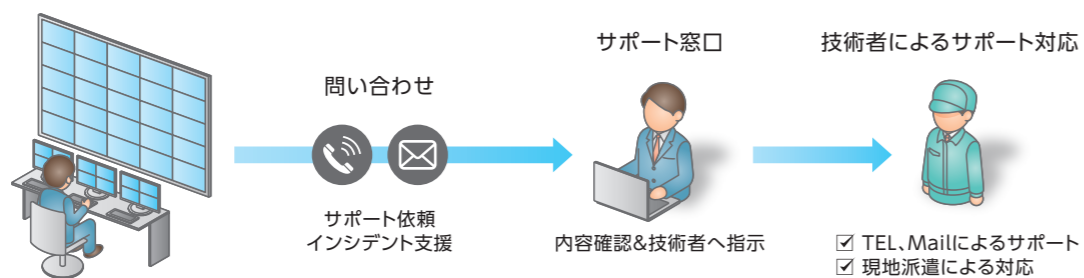 問い合わせ
サポート依頼
インシデント支援
サポート窓口
内容確認&技術者へ指示
技術者によるサポート対応
☑ TEL、Mailによるサポート
☑ 現地派遣による対応